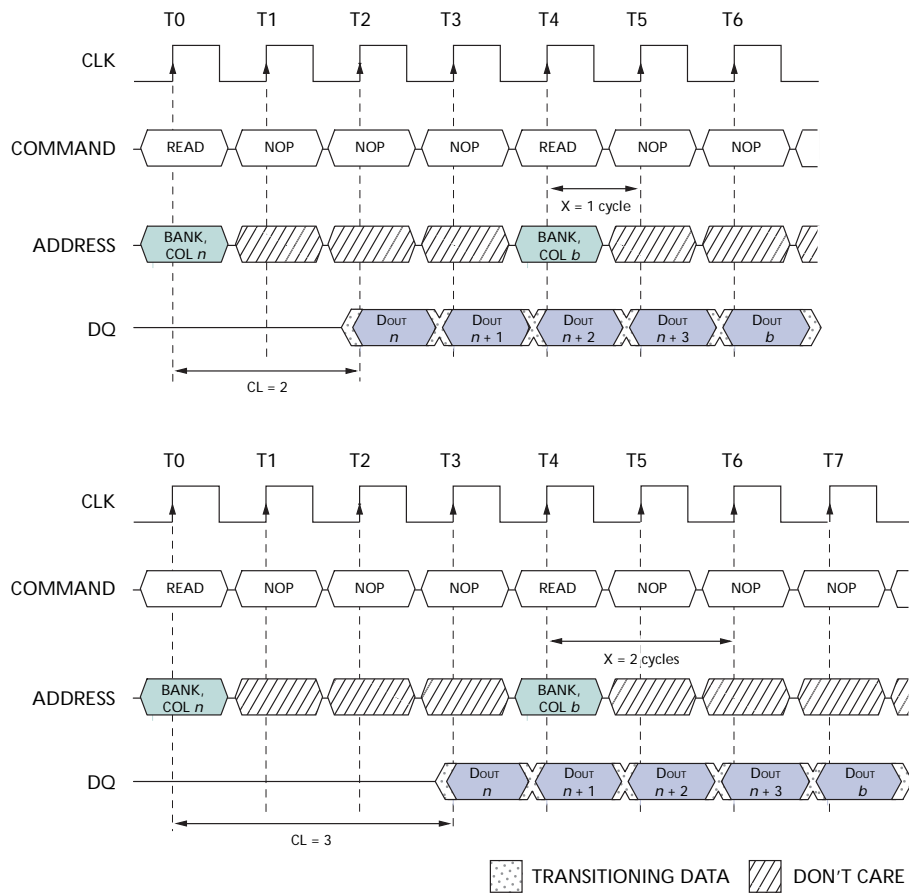 T0 T1 T2 T3 T4 T5 T6
CLK
COMMAND READ NOP NOP NOP READ NOP NOP
X = 1 cycle
ADDRESS BANK, COL n BANK, COL b
DQ DOUT n DOUT n + 1 DOUT n + 2 DOUT n + 3 DOUT b
CL = 2
T0 T1 T2 T3 T4 T5 T6 T7
CLK
COMMAND READ NOP NOP NOP READ NOP NOP NOP
X = 2 cycles
ADDRESS BANK, COL n BANK, COL b
DQ DOUT n DOUT n + 1 DOUT n + 2 DOUT n + 3 DOUT b
CL = 3
TRANSITIONING DATA DON'T CARE